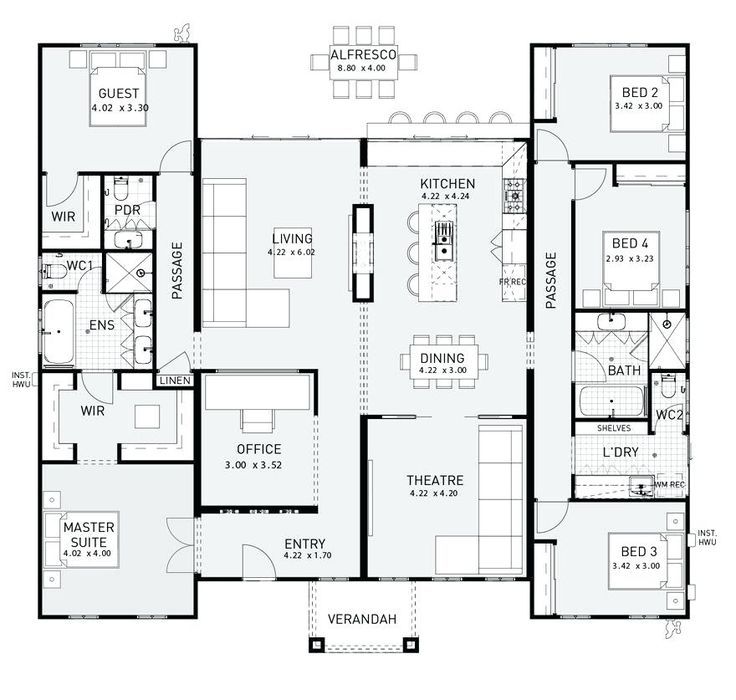 ALFRESCO
8.80 x 4.00
GUEST
4.02 x 3.30
BED 2
3.42 x 3.00
WIR
PDR
KITCHEN
4.22 x 4.24
LIVING
4.22 x 6.02
BED 4
2.93 x 3.23
PASSAGE
PASSAGE
WC1
FR REC
ENS
DINING
4.22 x 3.00
BATH
INST.
HWU
LINEN
WIR
WC2
OFFICE
3.00 x 3.52
SHELVES
L'DRY
THEATRE
4.22 x 4.20
WM REC
MASTER
SUITE
4.02 x 4.00
ENTRY
4.22 x 1.70
BED 3
3.42 x 3.00
INST.
HWU
VERANDAH